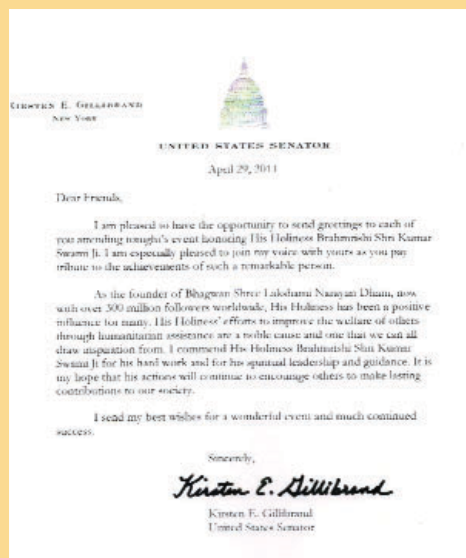 KIRSTEN E. GILLIBRAND
NEW YORK
UNITED STATES SENATOR
April 29, 2011
Dear Friends,
I am pleased to have the opportunity to send greetings to each of
you attending tonight's event honoring His Holiness Brahmrishi Shri Kumar
Swami Ji. I am especially pleased to join my voice with yours as you pay
tribute to the achievements of such a remarkable person.
As the founder of Bhagwan Shree Lakshami Narayan Dham, now
with over 300 million followers worldwide, His Holiness has been a positive
influence for many. His Holiness' efforts to improve the welfare of others
through humanitarian assistance are a noble cause and one that we can all
draw inspiration from. I commend His Holiness Brahmrishi Shri Kumar
Swami Ji for his hard work and for his spiritual leadership and guidance. It is
my hope that his actions will continue to encourage others to make lasting
contributions to our society.
I send my best wishes for a wonderful event and much continued
success.
Sincerely,
Kirsten E. Gillibrand
Kirsten E. Gillibrand
United States Senator